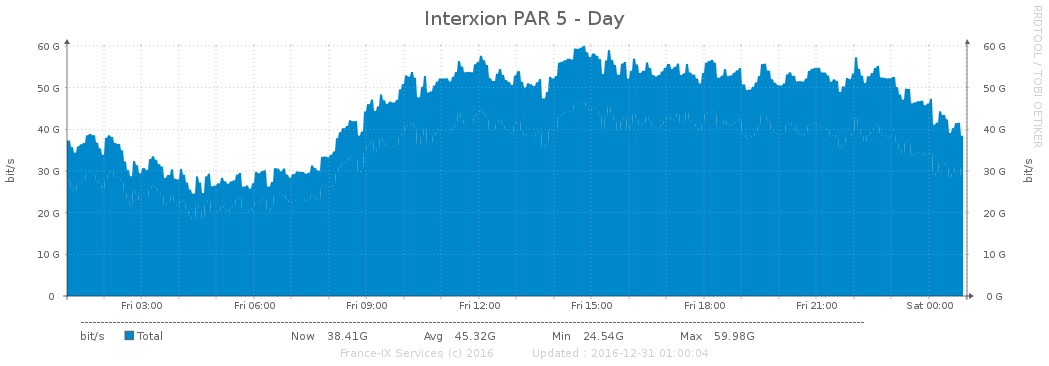 Interxion PAR 5 - Day
RRDTOOL / TOBI OETIKER
bit/s
60 G 60 G
50 G 50 G
40 G 40 G
30 G 30 G
20 G 20 G
10 G 10 G
0 0 G
bit/s
Fri 03:00 Fri 06:00 Fri 09:00 Fri 12:00 Fri 15:00 Fri 18:00 Fri 21:00 Sat 00:00
bit/s Total Now 38.41G Avg 45.32G Min 24.54G Max 59.98G
France-IX Services (c) 2016 Updated : 2016-12-31 01:00:04